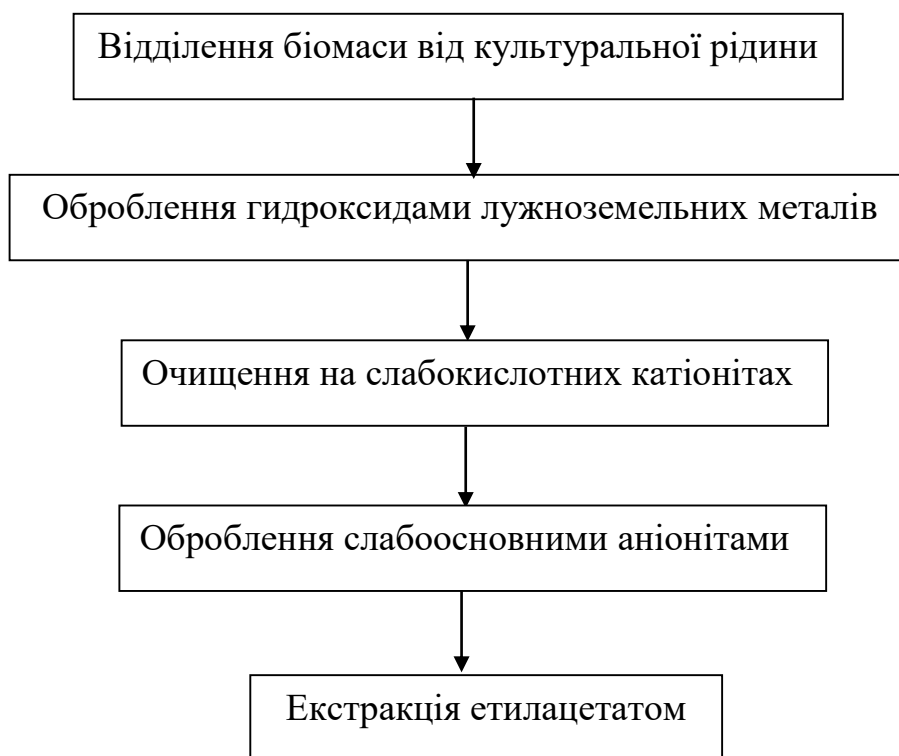 Відділення біомаси від культуральної рідини
Оброблення гидроксидами лужноземельних металів
Очищення на слабокислотних катіонітах
Оброблення слабоосновними аніонітами
Екстракція етилацетатом